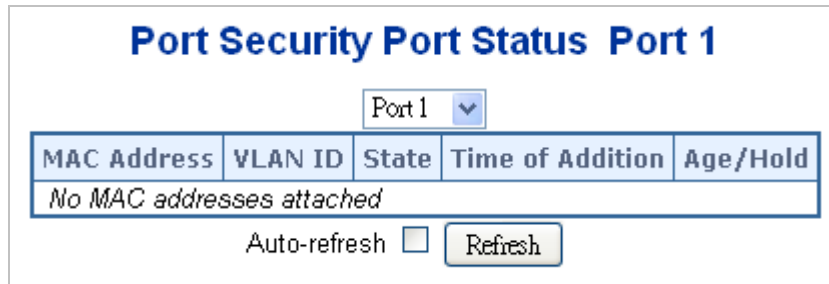 Port Security Port Status Port 1
Port 1
MAC Address VLAN ID State Time of Addition Age/Hold
No MAC addresses attached
Auto-refresh Refresh